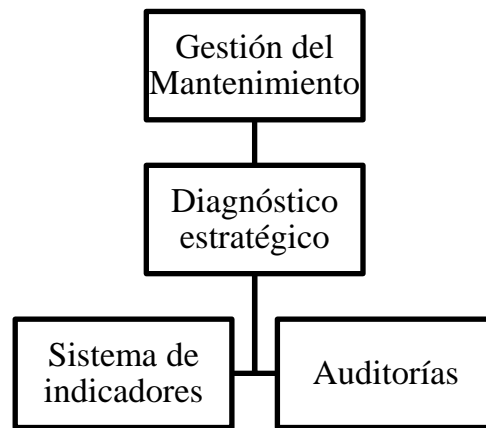 Gestión del
Mantenimiento
Diagnóstico
estratégico
Sistema de
indicadores
Auditorías